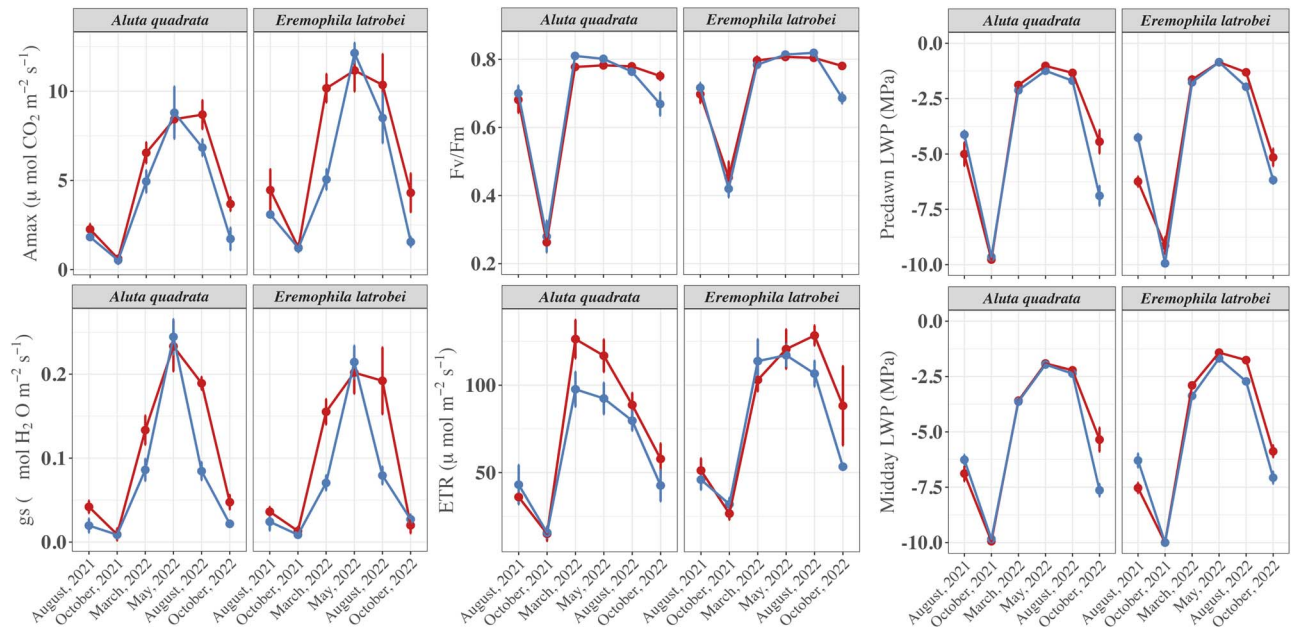 Aluta quadrata
Eremophila latrobei
Amax (μ mol CO₂ m⁻² s⁻¹)
10
5
0
Aluta quadrata
Eremophila latrobei
Fv/Fm
0.8
0.6
0.4
0.2
Aluta quadrata
Eremophila latrobei
Predawn LWP (MPa)
0.0
-2.5
-5.0
-7.5
-10.0
Aluta quadrata
Eremophila latrobei
gs ( mol H₂ O m⁻² s⁻¹)
0.2
0.1
0.0
August, 2021
October, 2021
March, 2022
May, 2022
August, 2022
October, 2022
August, 2021
October, 2021
March, 2022
May, 2022
August, 2022
October, 2022
Aluta quadrata
Eremophila latrobei
ETR (μ mol m⁻² s⁻¹)
100
50
August, 2021
October, 2021
March, 2022
May, 2022
August, 2022
October, 2022
August, 2021
October, 2021
March, 2022
May, 2022
August, 2022
October, 2022
Aluta quadrata
Eremophila latrobei
Midday LWP (MPa)
0.0
-2.5
-5.0
-7.5
-10.0
August, 2021
October, 2021
March, 2022
May, 2022
August, 2022
October, 2022
August, 2021
October, 2021
March, 2022
May, 2022
August, 2022
October, 2022